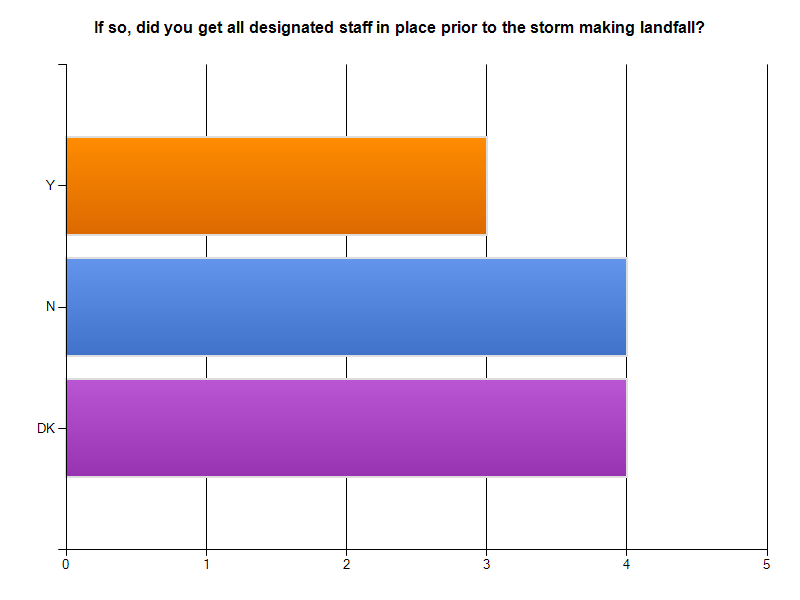 If so, did you get all designated staff in place prior to the storm making landfall?
Y
N
DK
0 1 2 3 4 5